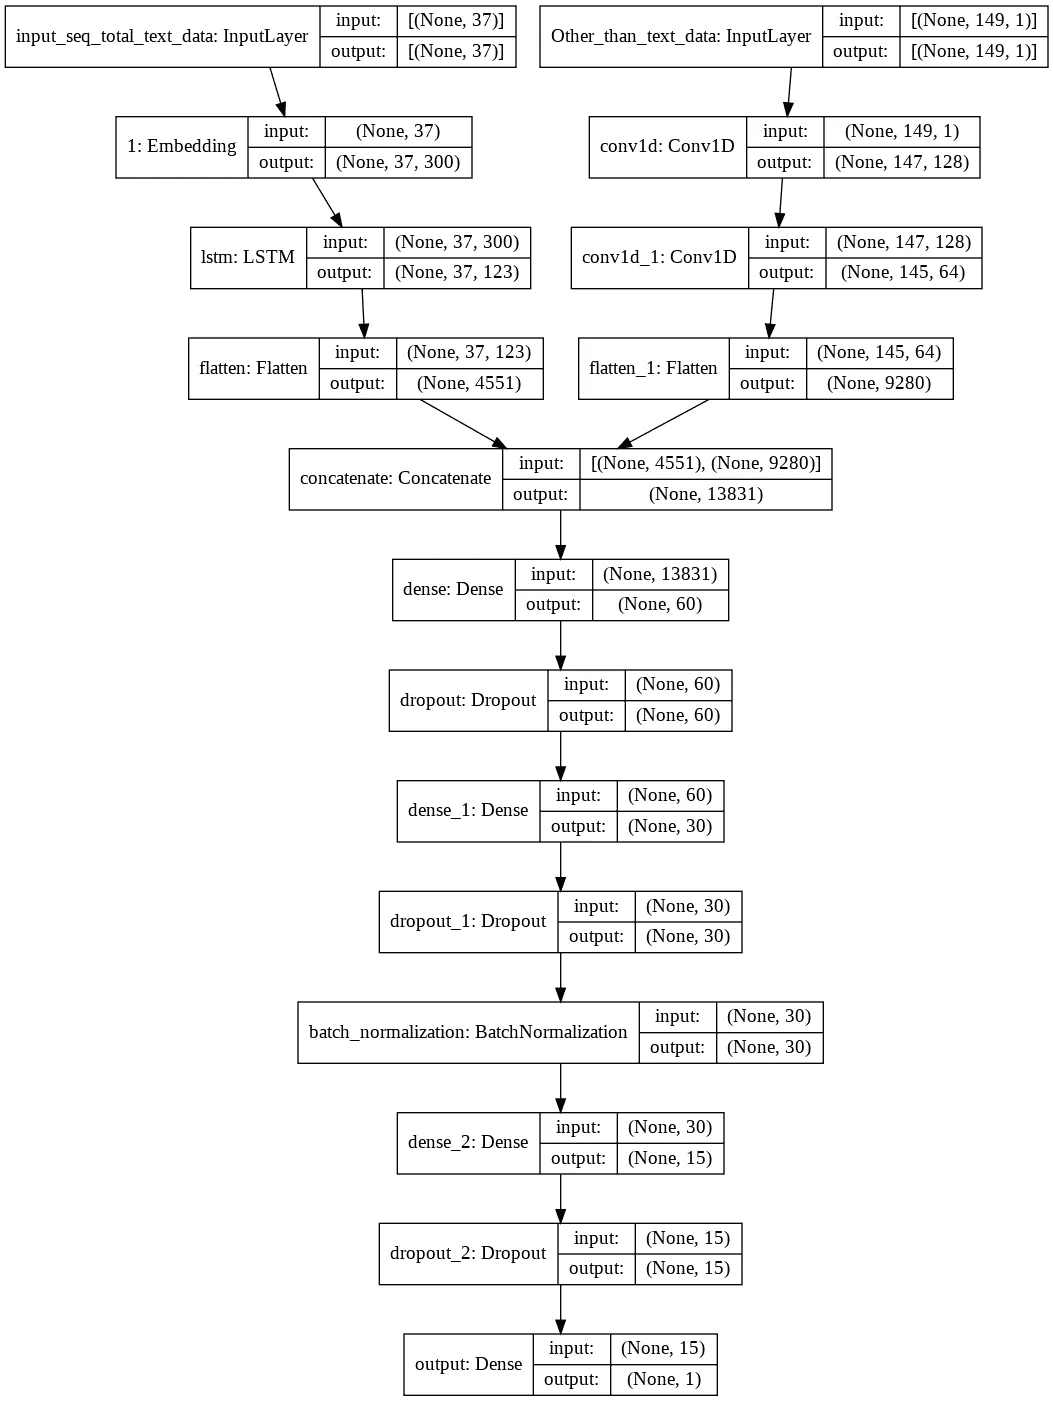 input_seq_total_text_data: InputLayer
input:
[(None, 37)]
output:
[(None, 37)]
Other_than_text_data: InputLayer
input:
[(None, 149, 1)]
output:
[(None, 149, 1)]
1: Embedding
input:
(None, 37)
output:
(None, 37, 300)
conv1d: Conv1D
input:
(None, 149, 1)
output:
(None, 147, 128)
lstm: LSTM
input:
(None, 37, 300)
output:
(None, 37, 123)
conv1d_1: Conv1D
input:
(None, 147, 128)
output:
(None, 145, 64)
flatten: Flatten
input:
(None, 37, 123)
output:
(None, 4551)
flatten_1: Flatten
input:
(None, 145, 64)
output:
(None, 9280)
concatenate: Concatenate
input:
[(None, 4551), (None, 9280)]
output:
(None, 13831)
dense: Dense
input:
(None, 13831)
output:
(None, 60)
dropout: Dropout
input:
(None, 60)
output:
(None, 60)
dense_1: Dense
input:
(None, 60)
output:
(None, 30)
dropout_1: Dropout
input:
(None, 30)
output:
(None, 30)
batch_normalization: BatchNormalization
input:
(None, 30)
output:
(None, 30)
dense_2: Dense
input:
(None, 30)
output:
(None, 15)
dropout_2: Dropout
input:
(None, 15)
output:
(None, 15)
output: Dense
input:
(None, 15)
output:
(None, 1)